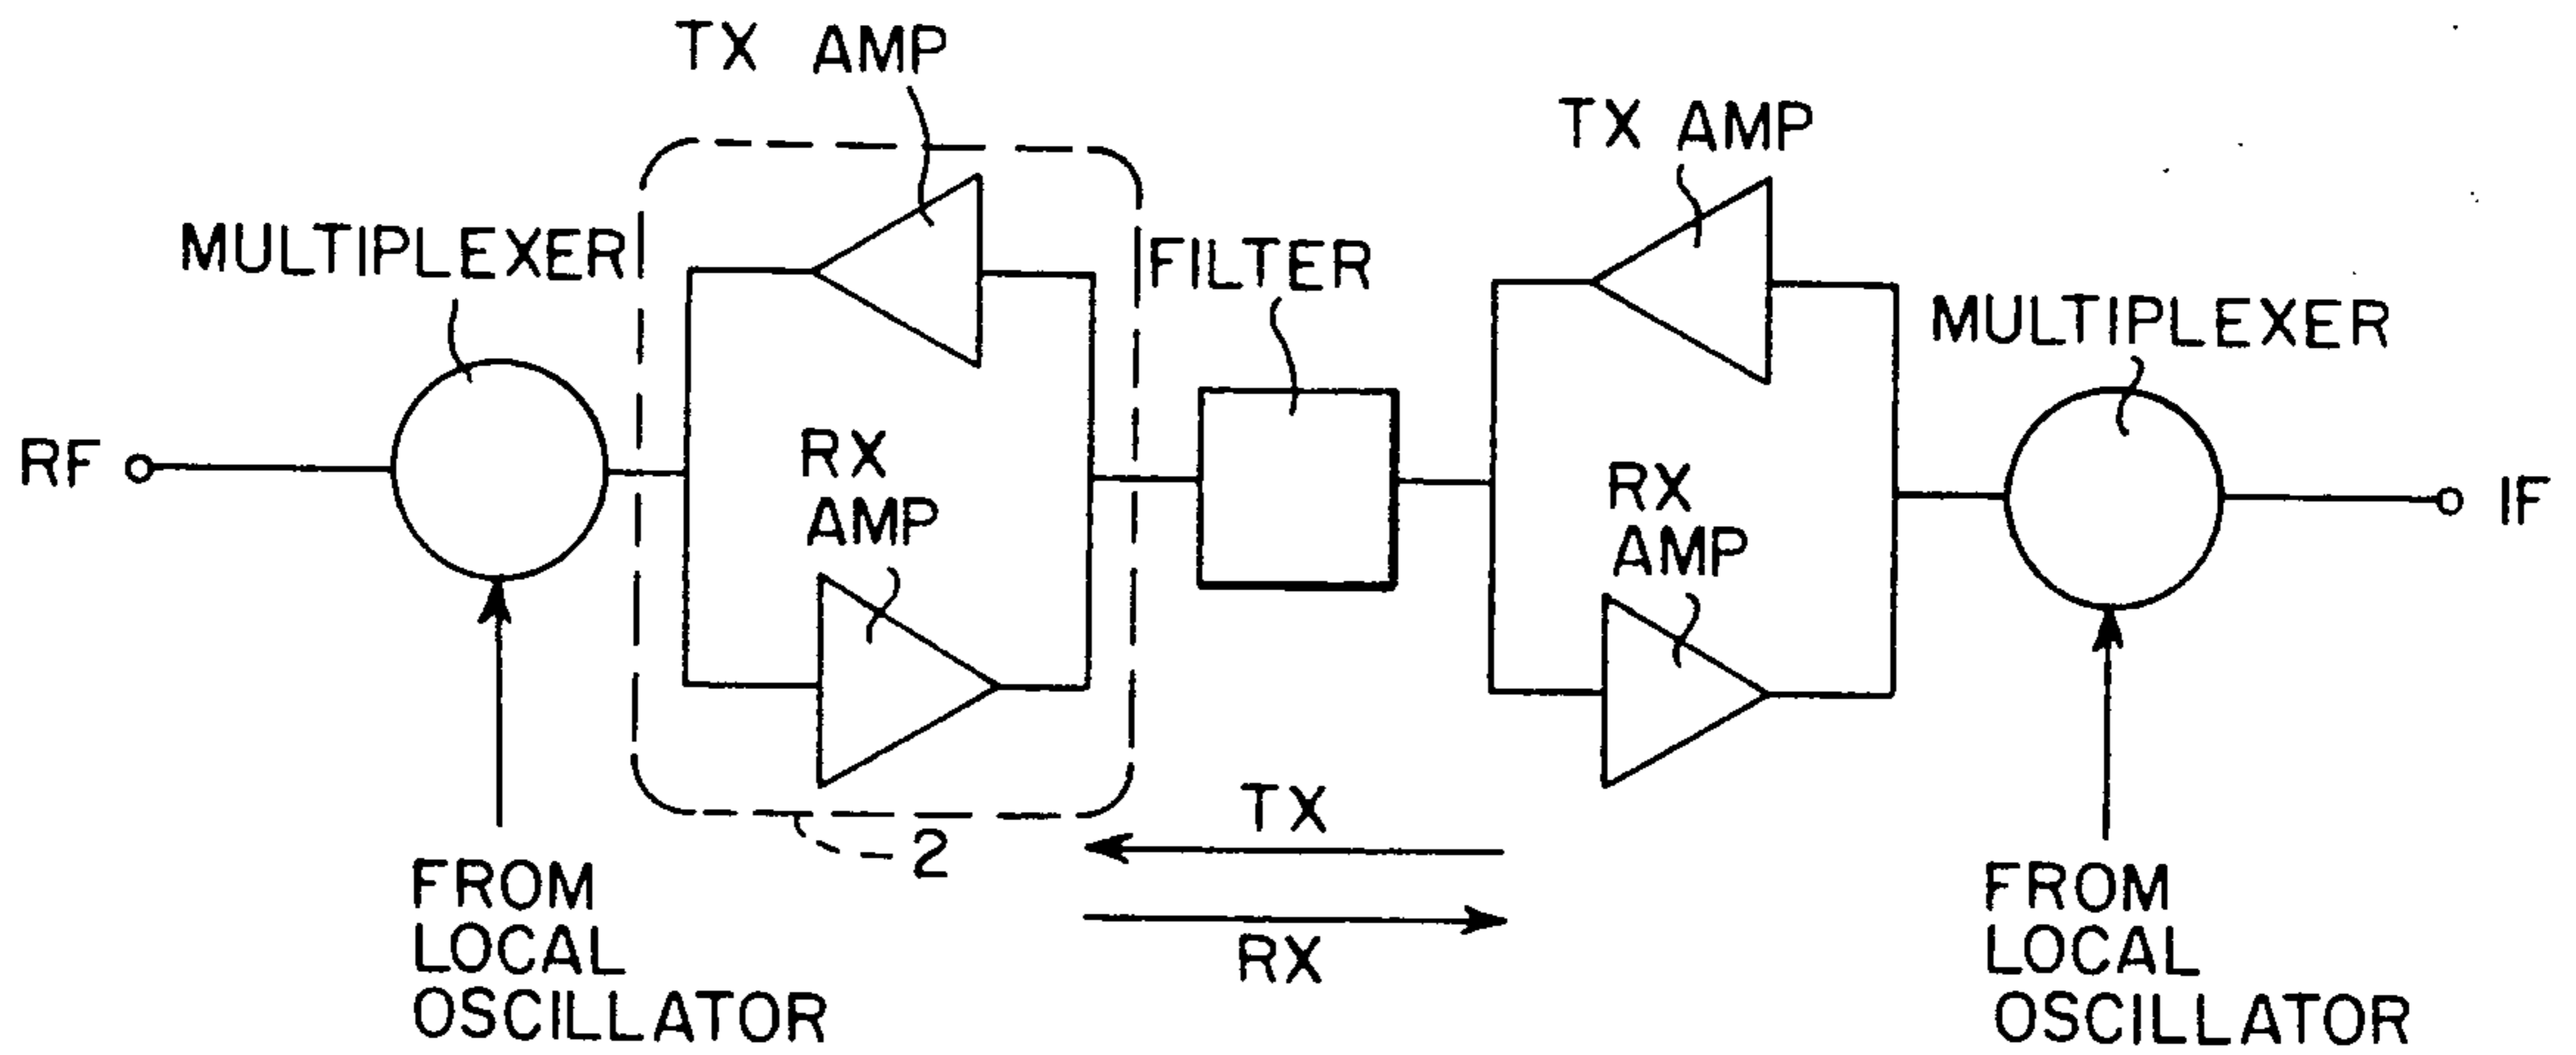 TX AMP
TX AMP
MULTIPLEXER
FILTER
MULTIPLEXER
RX
AMP
RX
AMP
RF
IF
TX
2
RX
FROM
LOCAL
OSCILLATOR
FROM
LOCAL
OSCILLATOR